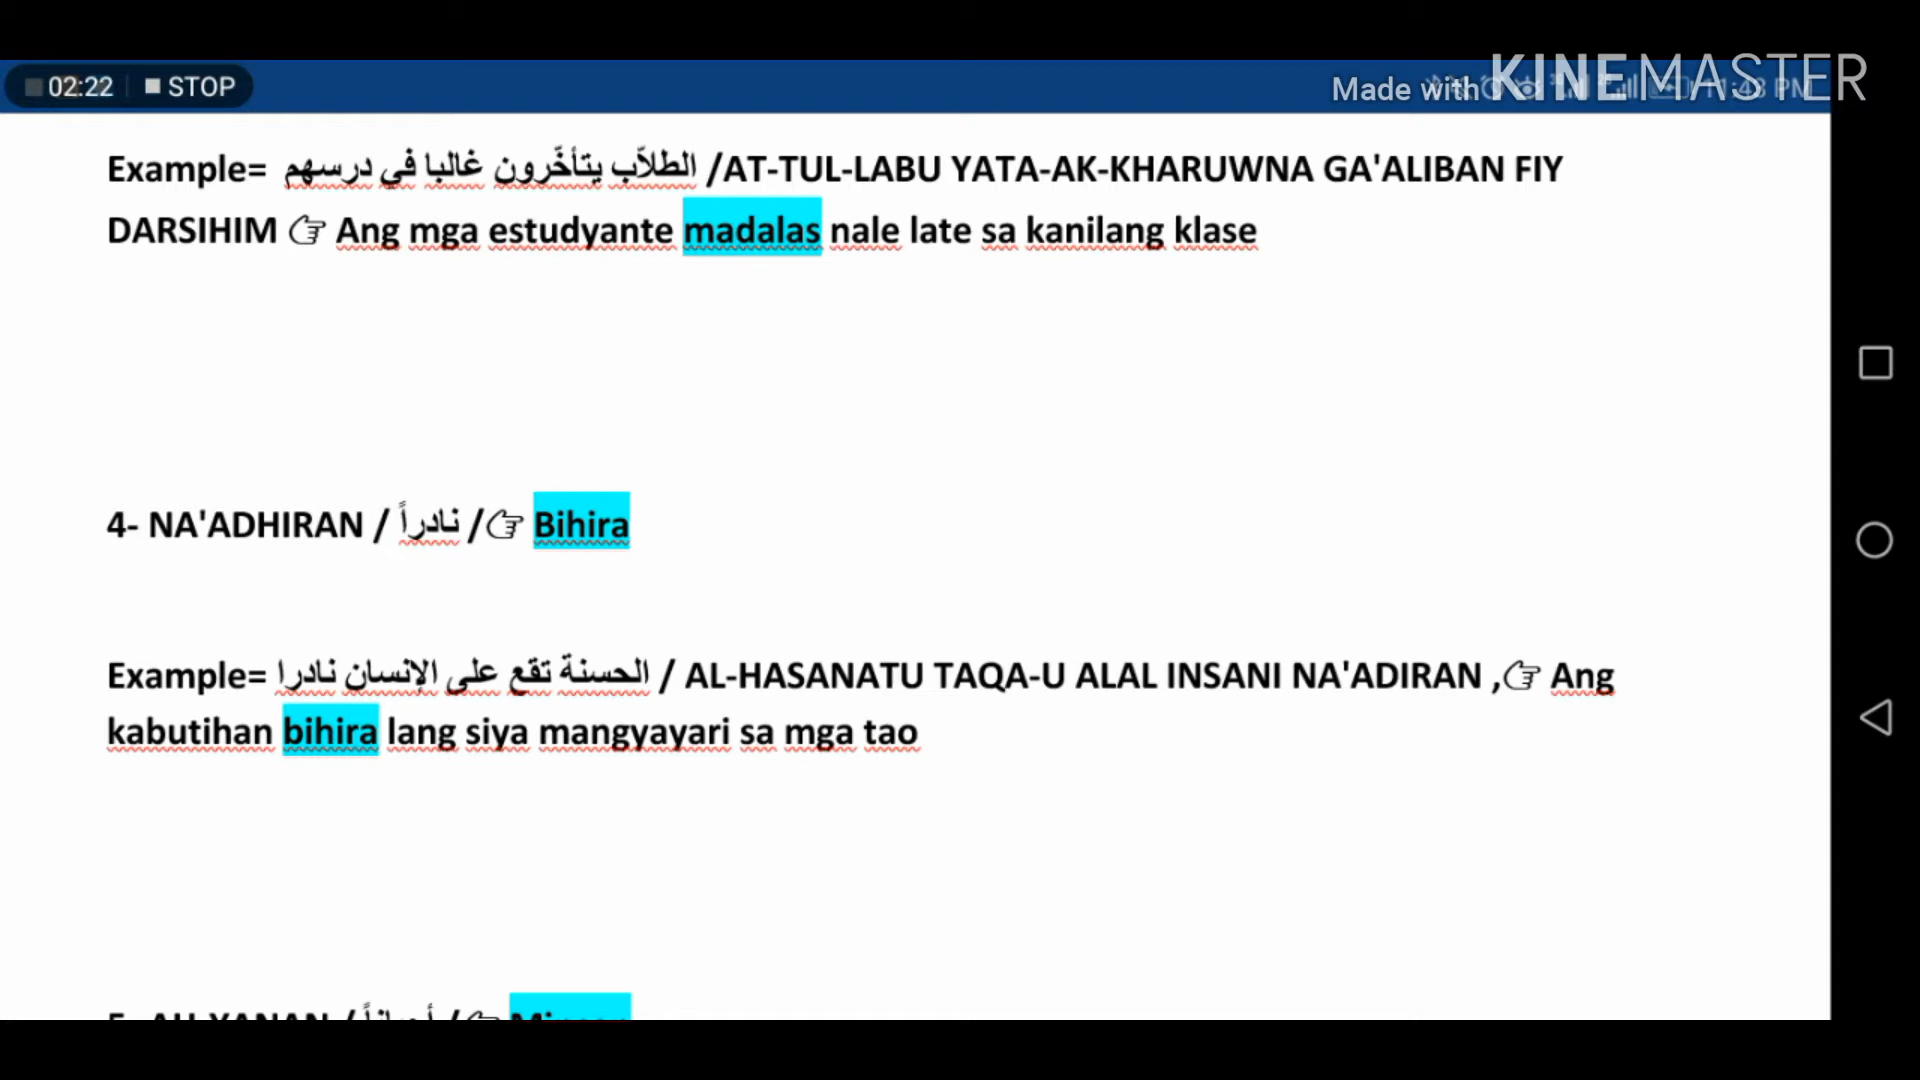 02:22 STOP
Made with KINEMASTER
Example= الطلاّب يتأخّرون غالبا في درسهم /AT-TUL-LABU YATA-AK-KHARUWNA GA'ALIBAN FIY
DARSIHIM 👉 Ang mga estudyante madalas nale late sa kanilang klase
4- NA'ADHIRAN / نادراً /👉 Bihira
Example= الحسنة تقع على الإنسان نادرا / AL-HASANATU TAQA-U ALAL INSANI NA'ADIRAN ,👉 Ang
kabutihan bihira lang siya mangyayari sa mga tao